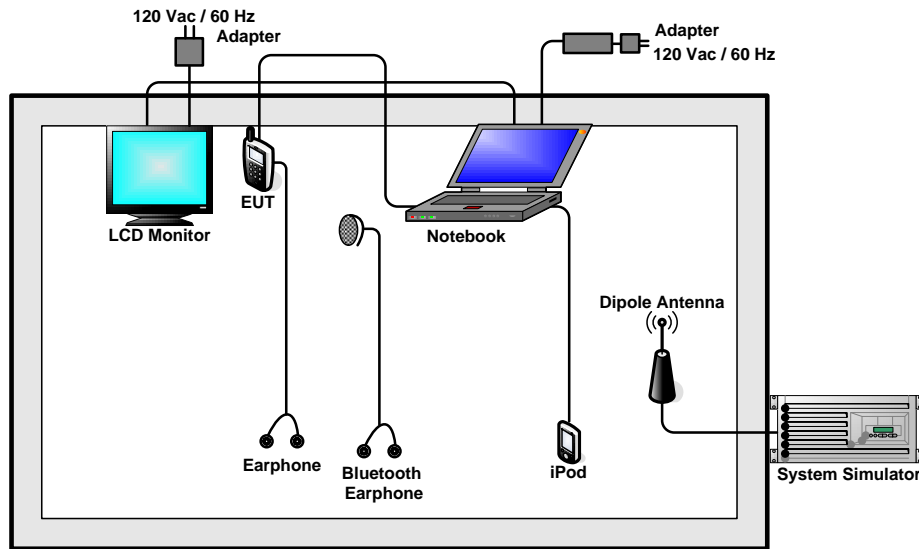 120 Vac / 60 Hz
Adapter
Adapter
120 Vac / 60 Hz
EUT
LCD Monitor
Notebook
Dipole Antenna
Earphone
Bluetooth
Earphone
iPod
System Simulator